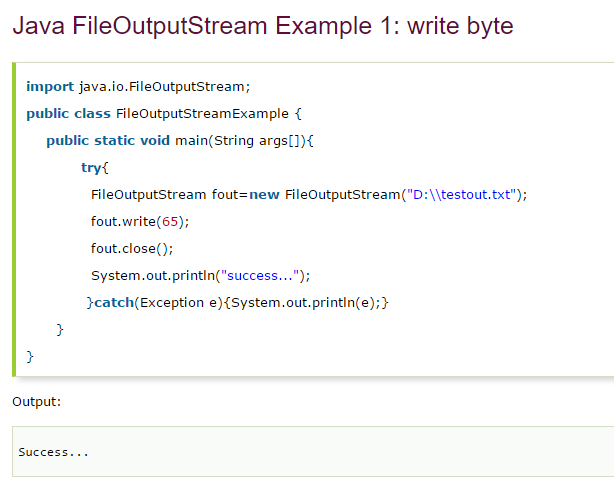 Java FileOutputStream Example 1: write byte
import java.io.FileOutputStream;
public class FileOutputStreamExample {
public static void main(String args[]){
try{
FileOutputStream fout=new FileOutputStream("D:\\testout.txt");
fout.write(65);
fout.close();
System.out.println("success...");
}catch(Exception e){System.out.println(e);}
}
}
Output:
Success...